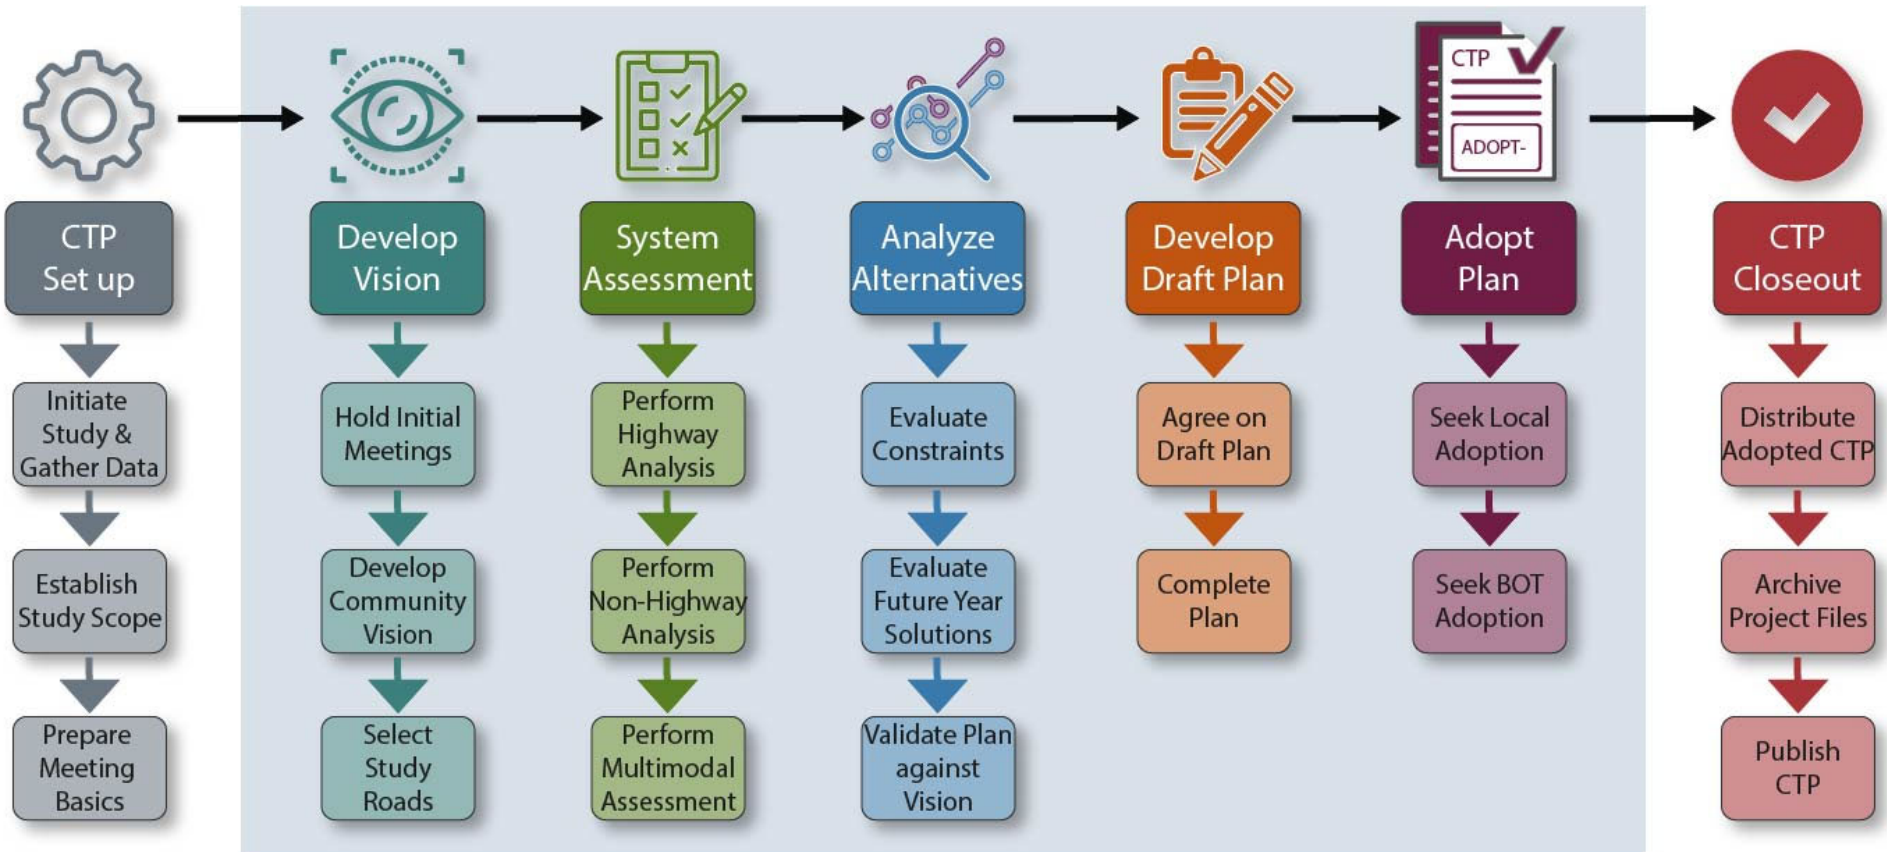 CTP
ADOPT-
CTP
Set up
Develop
Vision
System
Assessment
Analyze
Alternatives
Develop
Draft Plan
Adopt
Plan
CTP
Closeout
Initiate
Study &
Gather Data
Hold Initial
Meetings
Perform
Highway
Analysis
Evaluate
Constraints
Agree on
Draft Plan
Seek Local
Adoption
Distribute
Adopted CTP
Establish
Study Scope
Develop
Community
Vision
Perform
Non-Highway
Analysis
Evaluate
Future Year
Solutions
Complete
Plan
Seek BOT
Adoption
Archive
Project Files
Prepare
Meeting
Basics
Select
Study
Roads
Perform
Multimodal
Assessment
Validate Plan
against
Vision
Publish
CTP